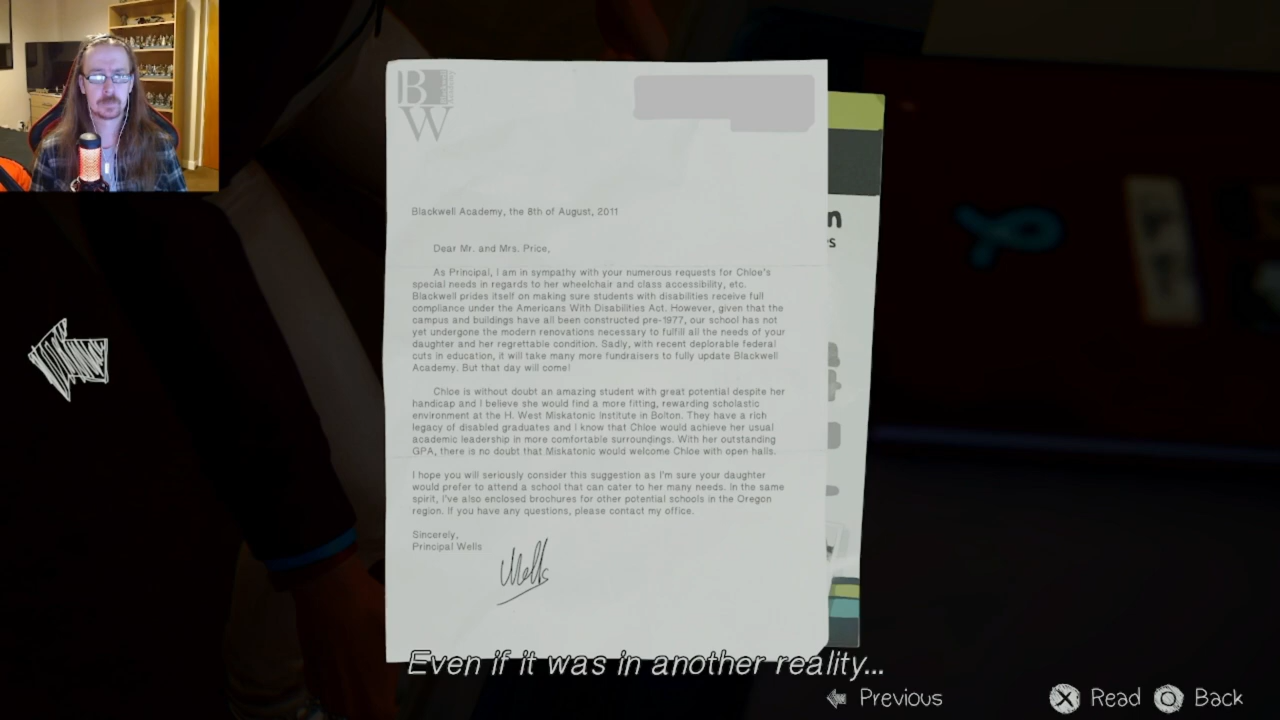 B
W
Blackwell Academy, the 8th of August, 2011
Dear Mr. and Mrs. Price,
As Principal, I am in sympathy with your numerous requests for Chloe's
special needs in regards to her wheelchair and class accessibility, etc.
Blackwell prides itself on making sure students with disabilities receive full
compliance under the Americans With Disabilities Act. However, given that the
campus and buildings have all been constructed pre-1977, our school has not
yet undergone the modern renovations necessary to fulfill all the needs of your
daughter and her regrettable condition. Sadly, with recent deplorable federal
cuts in education, it will take many more fundraisers to fully update Blackwell
Academy. But that day will come!
Chloe is without doubt an amazing student with great potential despite her
handicap and I believe she would find a more fitting, rewarding scholastic
environment at the H. West Miskatonic Institute in Bolton. They have a rich
legacy of disabled graduates and I know that Chloe would achieve her usual
academic leadership in more comfortable surroundings. With her outstanding
GPA, there is no doubt that Miskatonic would welcome Chloe with open halls.
I hope you will seriously consider this suggestion as I'm sure your daughter
would prefer to attend a school that can cater to her many needs. In the same
spirit, I've also enclosed brochures for other potential schools in the Oregon
region. If you have any questions, please contact my office.
Sincerely,
Principal Wells
Wells
n
s
Even if it was in another reality...
Previous
Read
Back